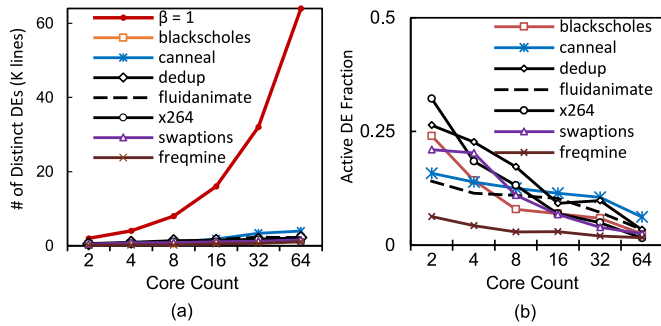 # of Distinct DEs (K lines)
60
40
20
0
β = 1
blackscholes
canneal
dedup
fluidanimate
x264
swaptions
freqmine
2 4 8 16 32 64
Core Count
(a)
Active DE Fraction
0.5
0.25
0
blackscholes
canneal
dedup
fluidanimate
x264
swaptions
freqmine
2 4 8 16 32 64
Core Count
(b)